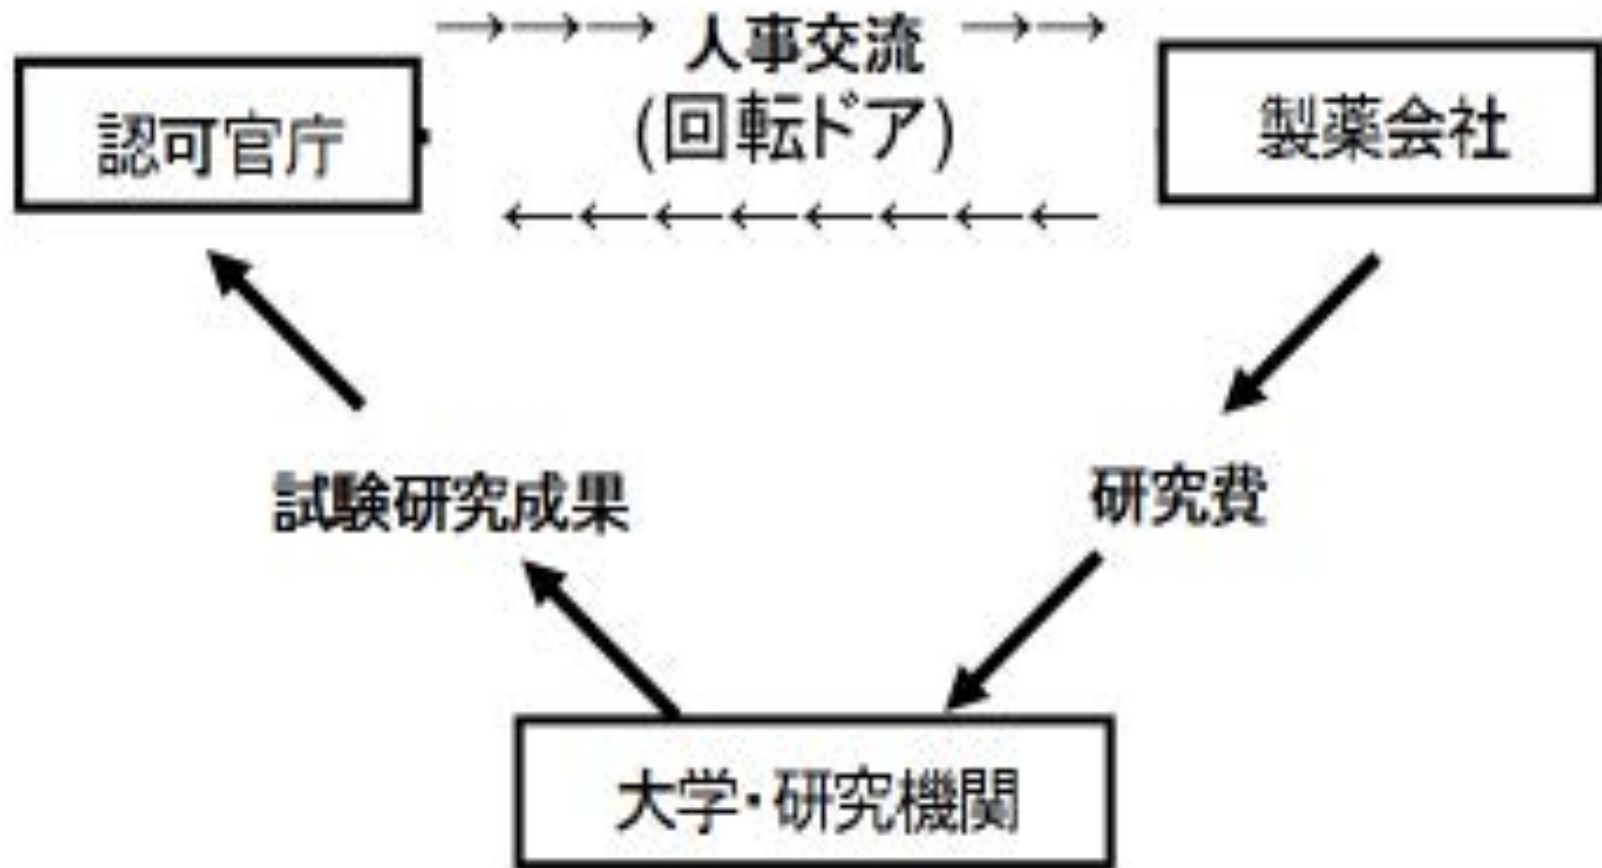 →→→ 人事交流 →→
認可官庁
(回転ドア)
製薬会社
←←←←←←←←
試験研究成果
研究費
大学・研究機関